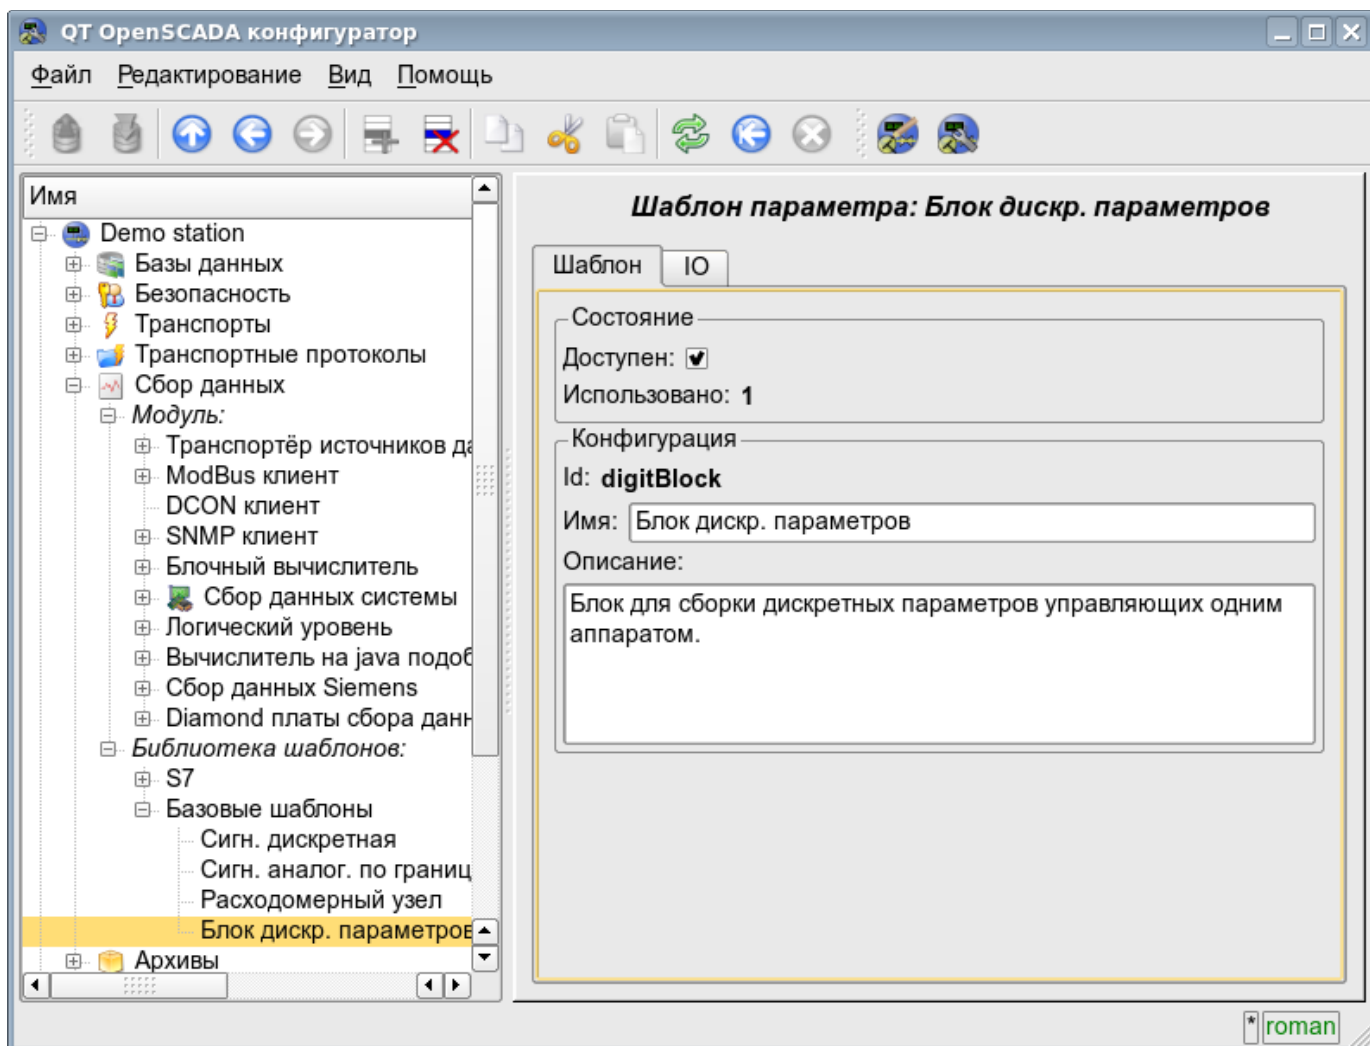 QT OpenSCADA конфигуратор
Файл Редактирование Вид Помощь
Имя
Demo station
Базы данных
Безопасность
Транспорты
Транспортные протоколы
Сбор данных
Модуль:
Транспортёр источников да
ModBus клиент
DCON клиент
SNMP клиент
Блочный вычислитель
Сбор данных системы
Логический уровень
Вычислитель на java подоб
Сбор данных Siemens
Diamond платы сбора данн
Библиотека шаблонов:
S7
Базовые шаблоны
Сигн. дискретная
Сигн. аналог. по границ
Расходомерный узел
Блок дискр. параметров
Архивы
Шаблон параметра: Блок дискр. параметров
Шаблон IO
Состояние
Доступен:
Использовано: 1
Конфигурация
Id: digitBlock
Имя: Блок дискр. параметров
Описание:
Блок для сборки дискретных параметров управляющих одним
аппаратом.
* roman